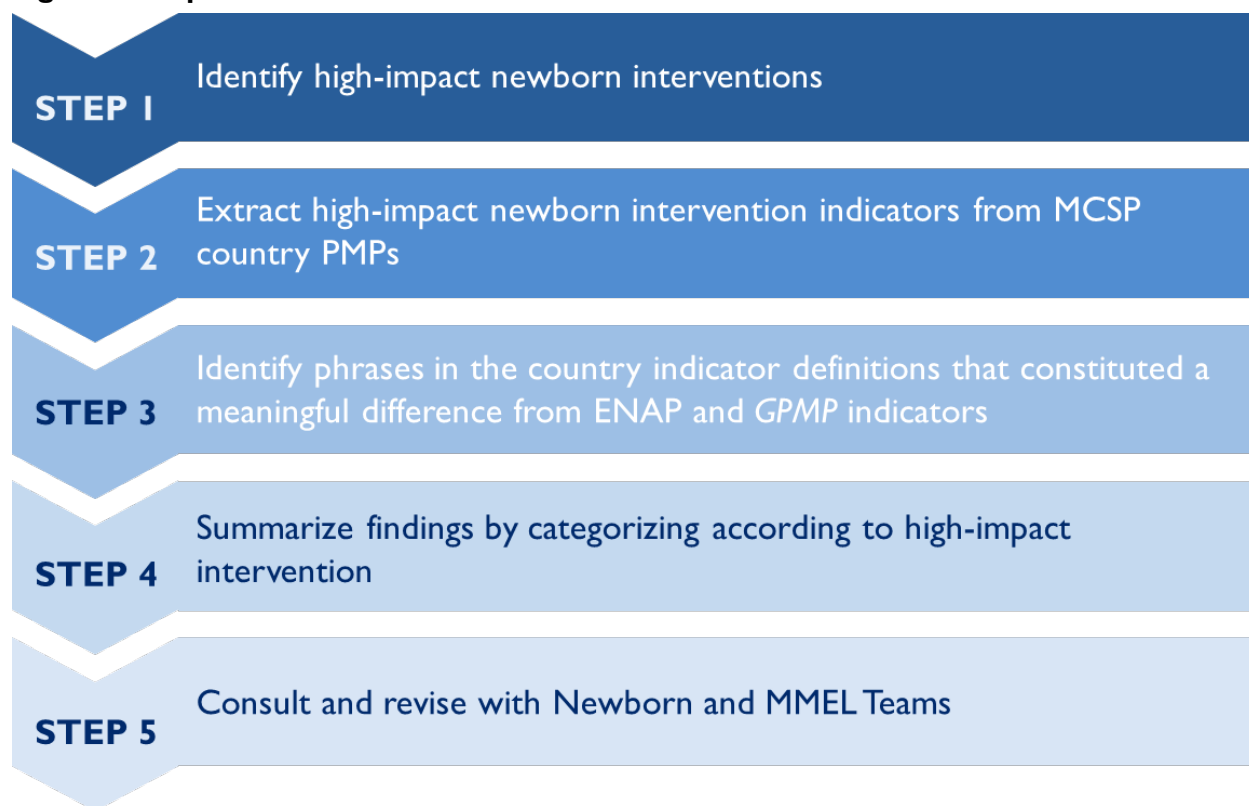 STEP 1
Identify high-impact newborn interventions
STEP 2
Extract high-impact newborn intervention indicators from MCSP
country PMPs
STEP 3
Identify phrases in the country indicator definitions that constituted a
meaningful difference from ENAP and GPMP indicators
STEP 4
Summarize findings by categorizing according to high-impact
intervention
STEP 5
Consult and revise with Newborn and MMEL Teams